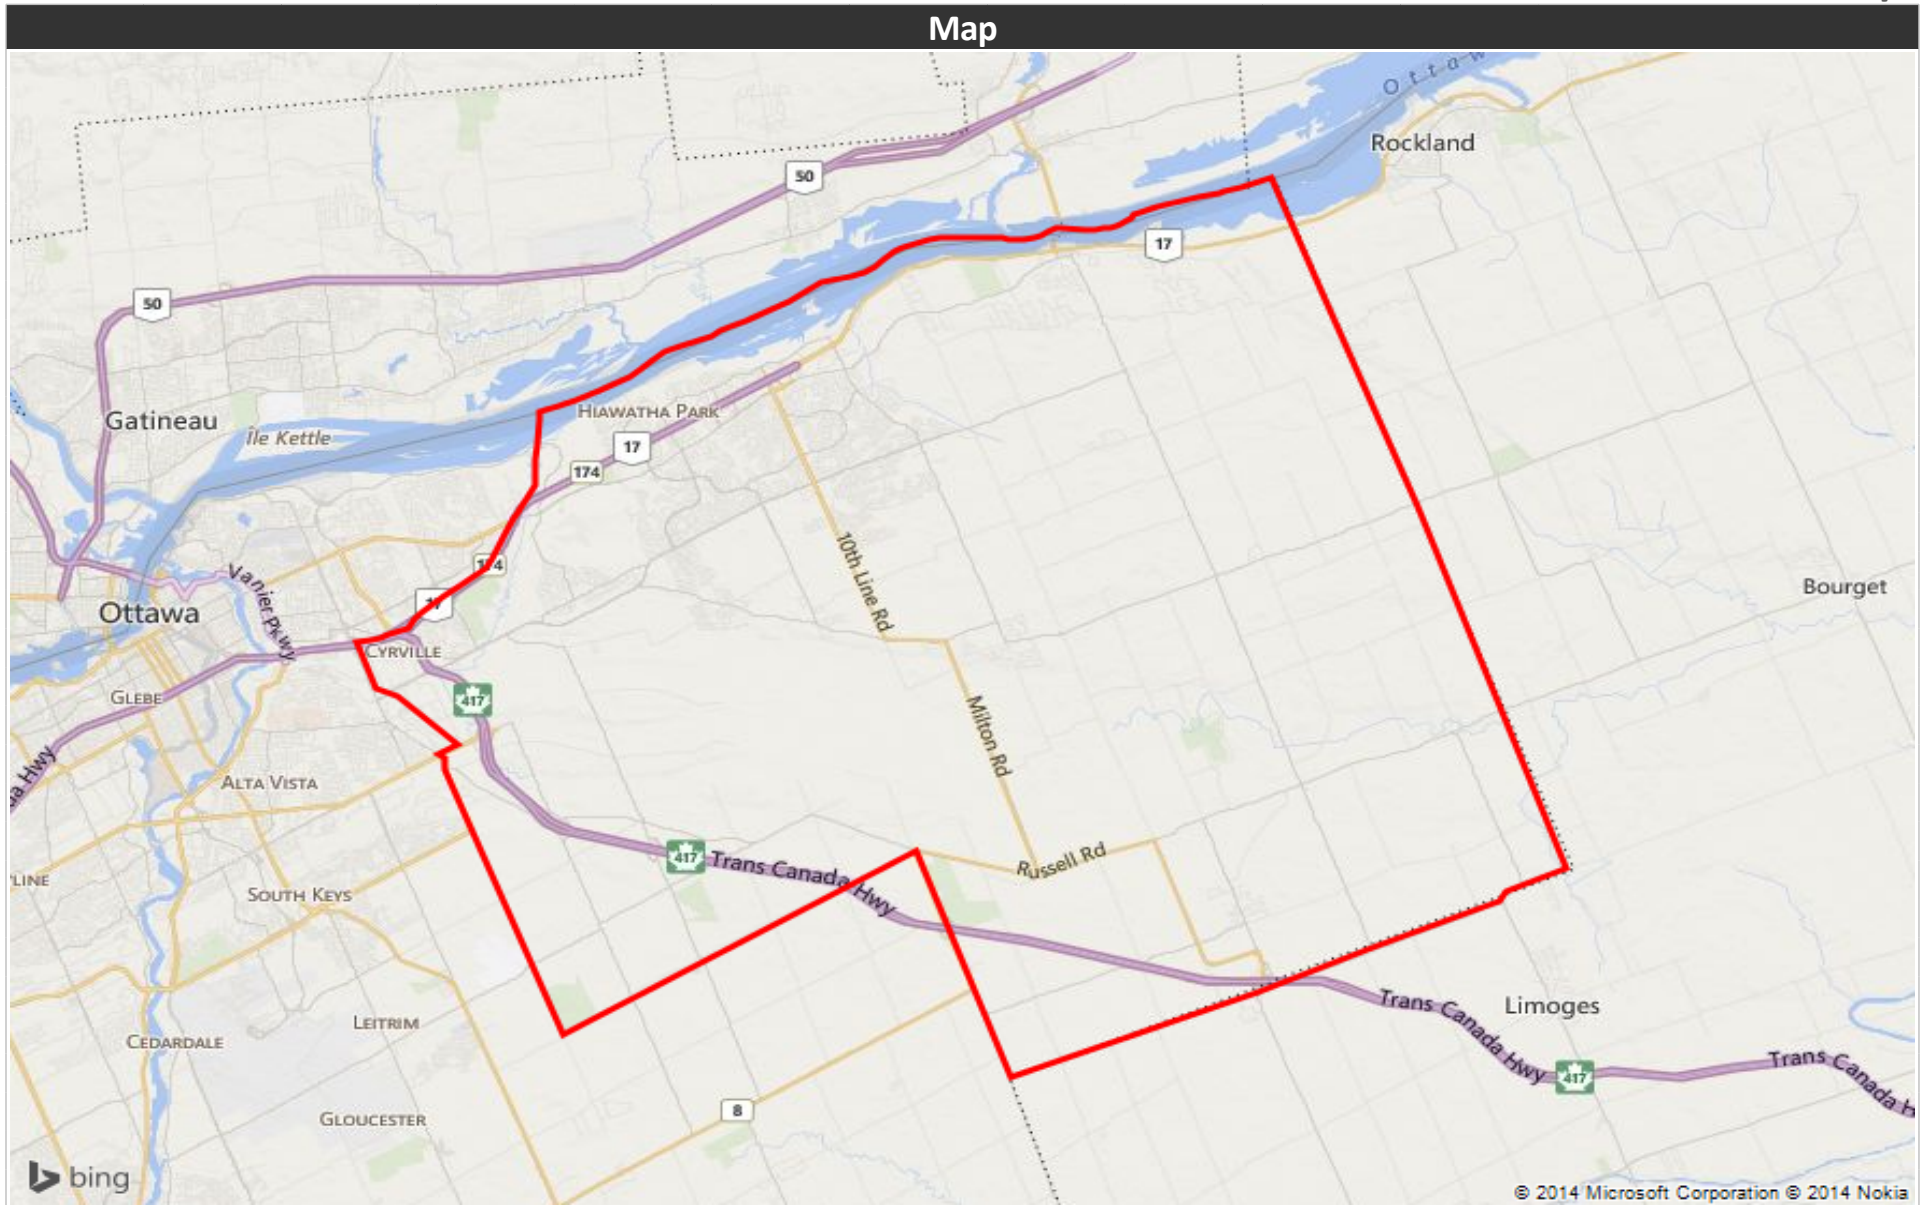 Map
Ottaw
Rockland
50
17
50
Gatineau
Île Kettle
HIAWATHA PARK
17
174
10th Line Rd
174
17
Vanier Pkwy
Ottawa
Bourget
CYRVILLE
GLEBE
417
Milton Rd
a Hwy
ALTA VISTA
417
Trans Canada Hwy
Russell Rd
LINE
SOUTH KEYS
Trans Canada Hwy
Limoges
LEITRIM
CEDARDALE
417
Trans Canada H
8
GLOUCESTER
bing
© 2014 Microsoft Corporation © 2014 Nokia